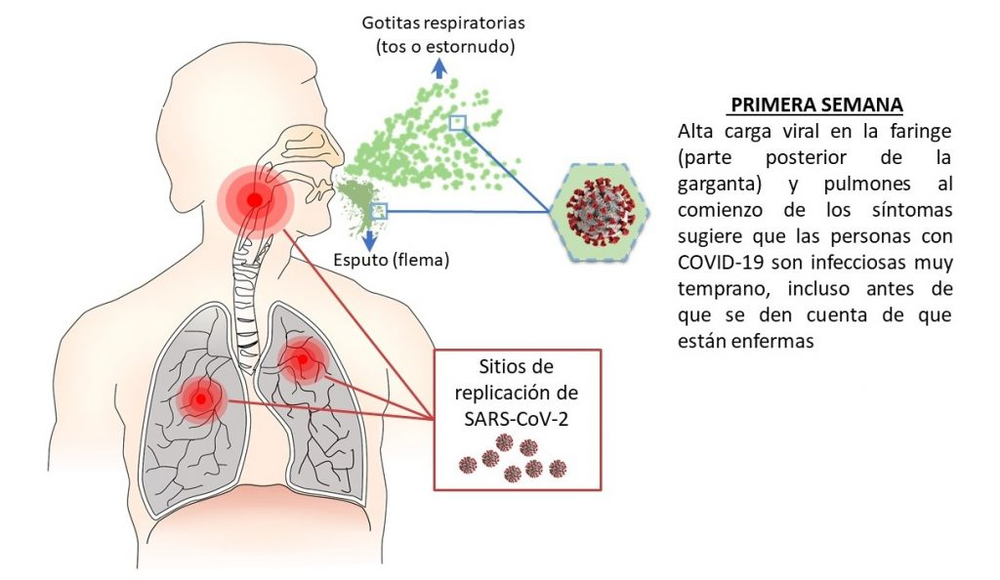 Gotitas respiratorias
(tos o estornudo)
Esputo (flema)
Sitios de
replicación de
SARS-CoV-2
PRIMERA SEMANA
Alta carga viral en la faringe
(parte posterior de la
garganta) y pulmones al
comienzo de los síntomas
sugiere que las personas con
COVID-19 son infecciosas muy
temprano, incluso antes de
que se den cuenta de que
están enfermas